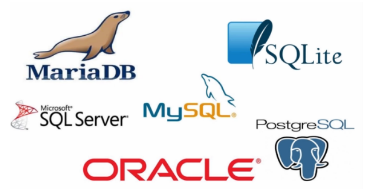 MariaDB
SQLite
Microsoft®
SQL Server®
MySQL®
PostgreSQL
ORACLE®